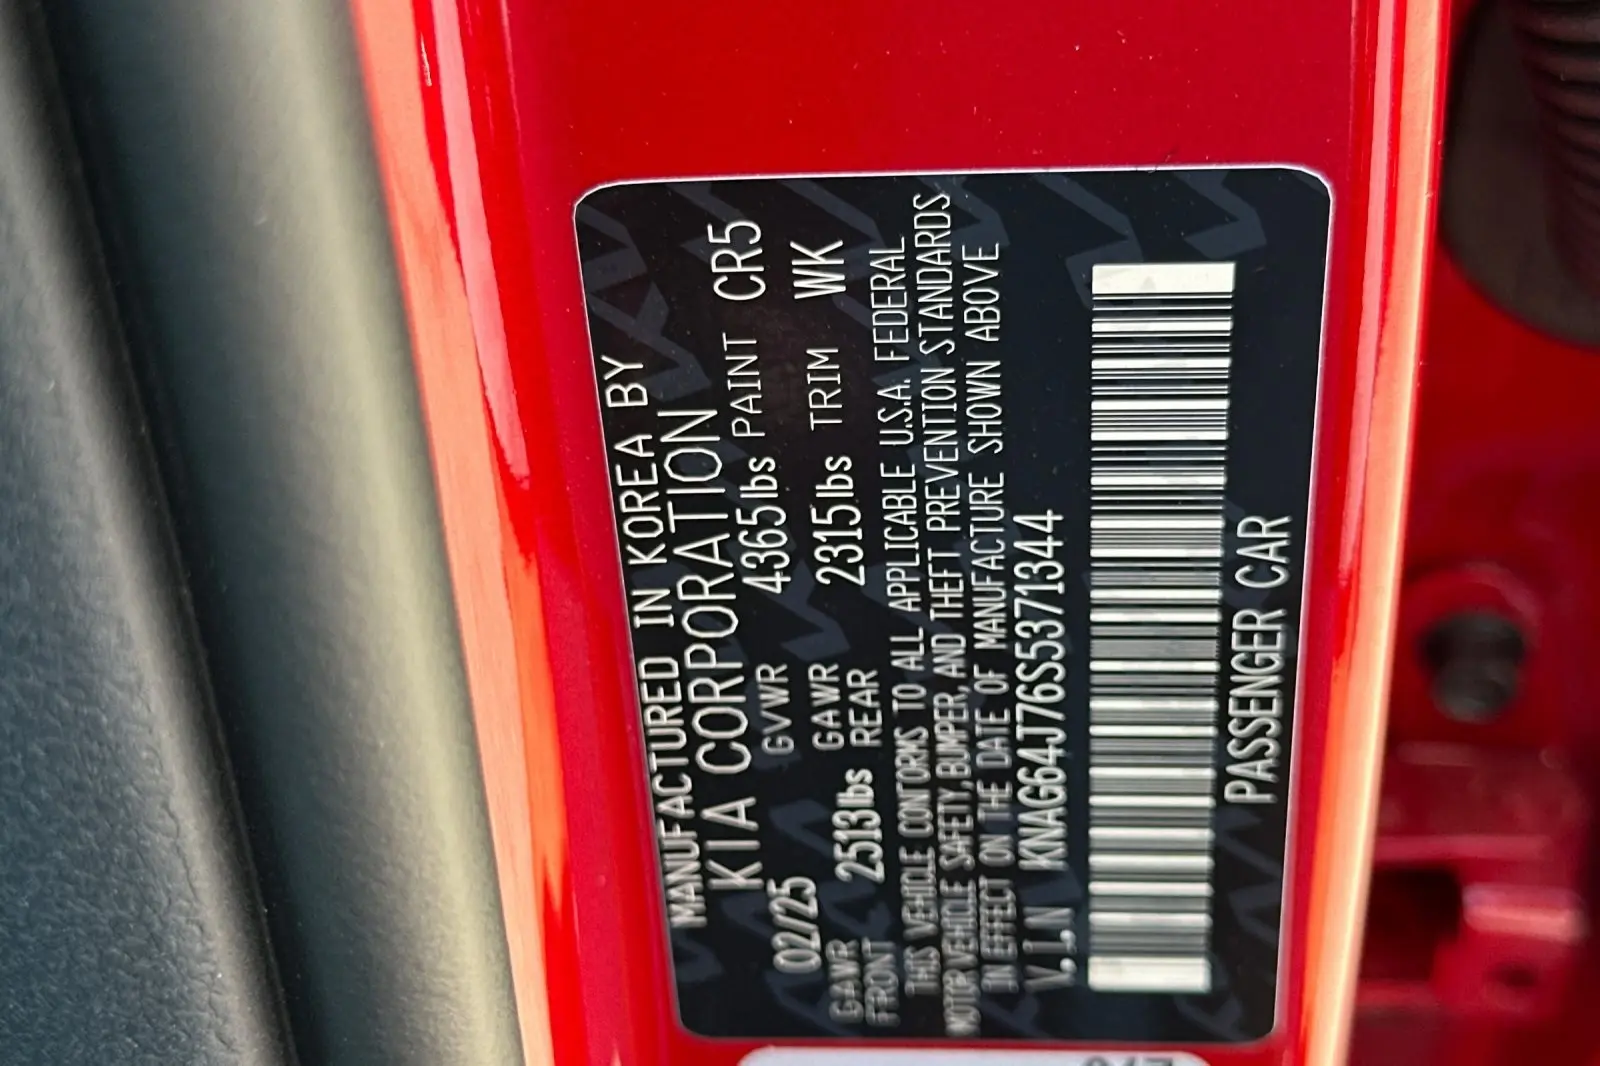 MANUFACTURED IN KOREA BY
KIA CORPORATION
02/25 GVWR 4365lbs PAINT CR5
GAWR FRONT 2513lbs GAWR REAR 2315lbs TRIM WK
THIS VEHICLE CONFORMS TO ALL APPLICABLE U.S.A. FEDERAL
MOTOR VEHICLE SAFETY, BUMPER, AND THEFT PREVENTION STANDARDS
IN EFFECT ON THE DATE OF MANUFACTURE SHOWN ABOVE
V.I.N KNAG64J76S5371344
PASSENGER CAR